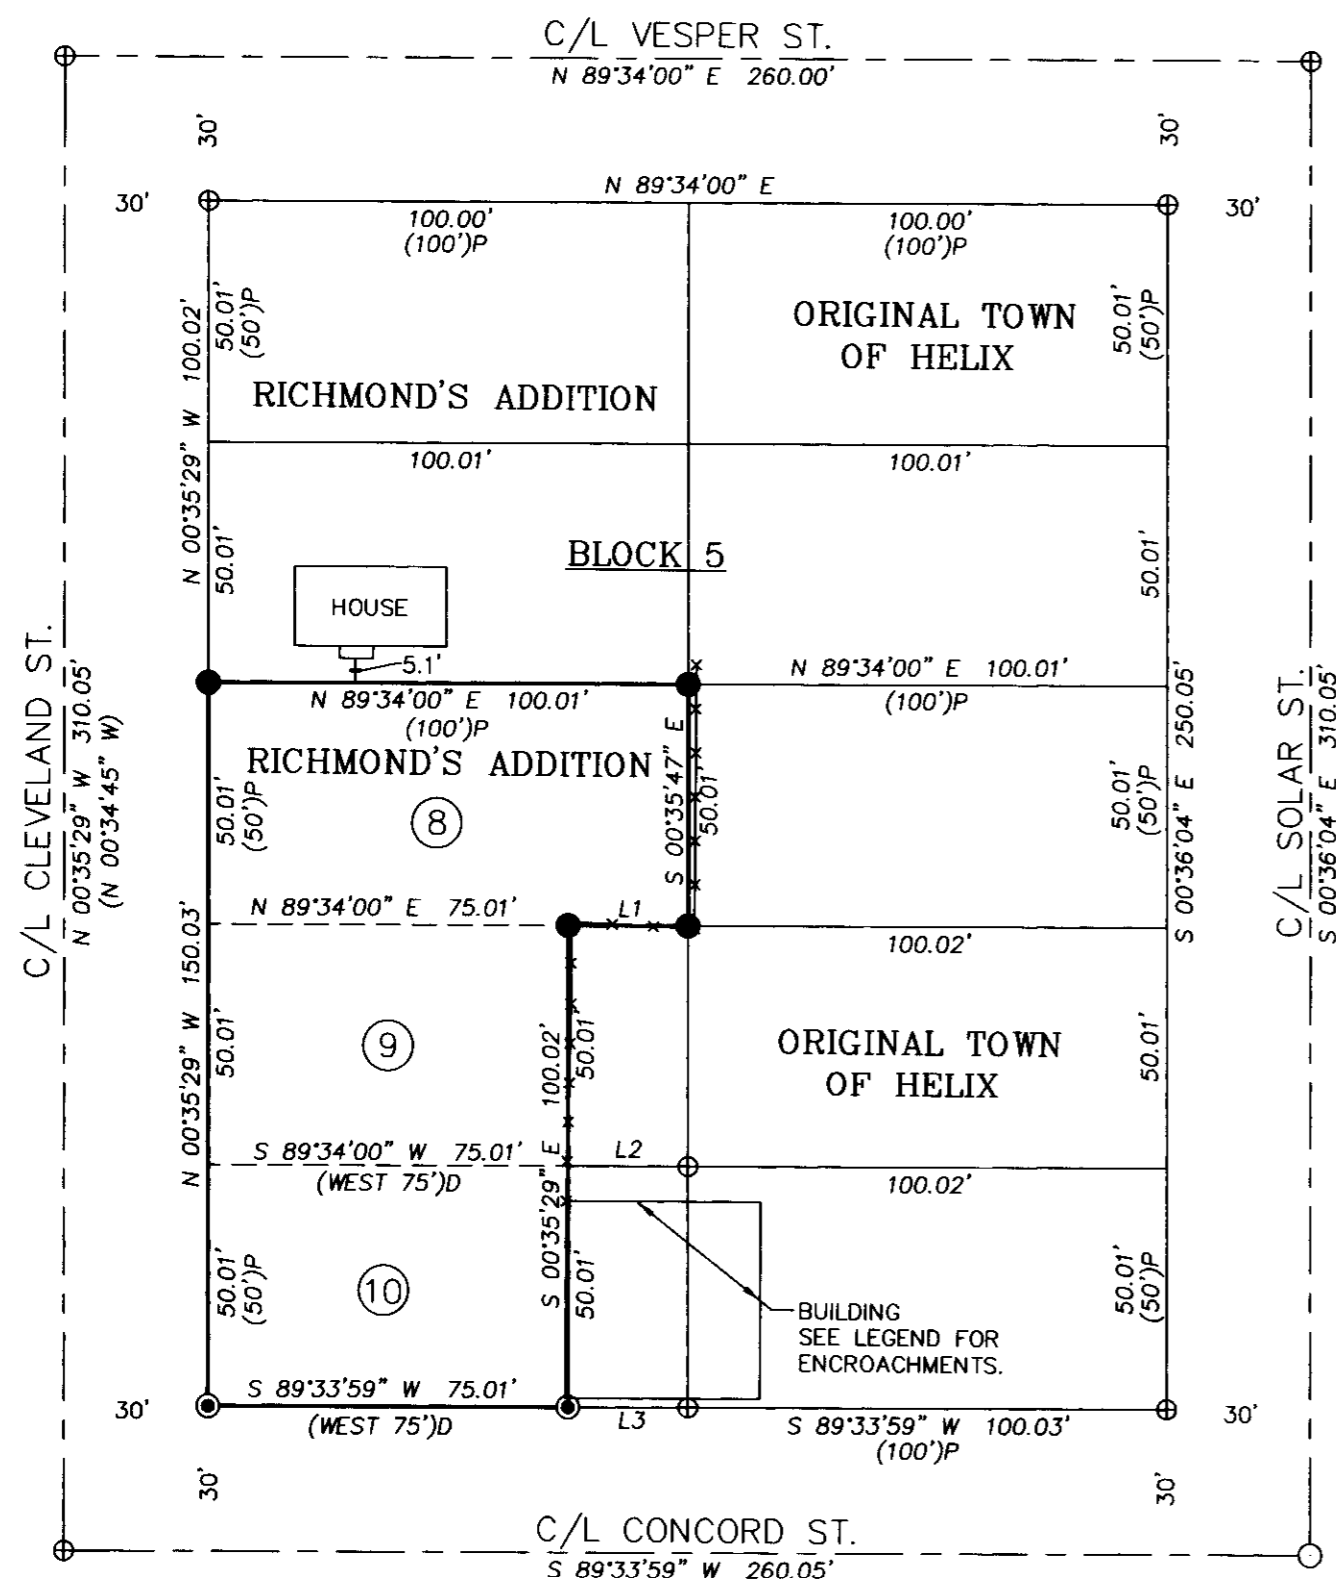 C/L VESPER ST.
N 89°34'00" E 260.00'
30'
30'
30'
N 89°34'00" E
30'
100.00'
(100')P
100.00'
(100')P
N 00°35'29" W 100.02'
50.01'
(50')P
ORIGINAL TOWN
OF HELIX
50.01'
(50')P
RICHMOND'S ADDITION
100.01'
100.01'
BLOCK 5
50.01'
50.01'
HOUSE
5.1'
C/L CLEVELAND ST.
N 00°35'29" W 310.05'
(N 00°34'45" W)
N 89°34'00" E 100.01'
(100')P
N 89°34'00" E 100.01'
(100')P
S 00°36'04" E 250.05'
C/L SOLAR ST.
S 00°36'04" E 310.05'
RICHMOND'S ADDITION
S 00°35'47" E
50.01'
50.01'
(50')P
8
50.01'
(50')P
N 89°34'00" E 75.01'
L1
100.02'
N 00°35'29" W 150.03'
50.01'
9
S 00°35'29" E 100.02'
50.01'
ORIGINAL TOWN
OF HELIX
50.01'
S 89°34'00" W 75.01'
(WEST 75')D
L2
100.02'
50.01'
(50')P
10
50.01'
BUILDING
SEE LEGEND FOR
ENCROACHMENTS.
50.01'
(50')P
30'
S 89°33'59" W 75.01'
(WEST 75')D
L3
S 89°33'59" W 100.03'
(100')P
30'
30'
30'
C/L CONCORD ST.
S 89°33'59" W 260.05'